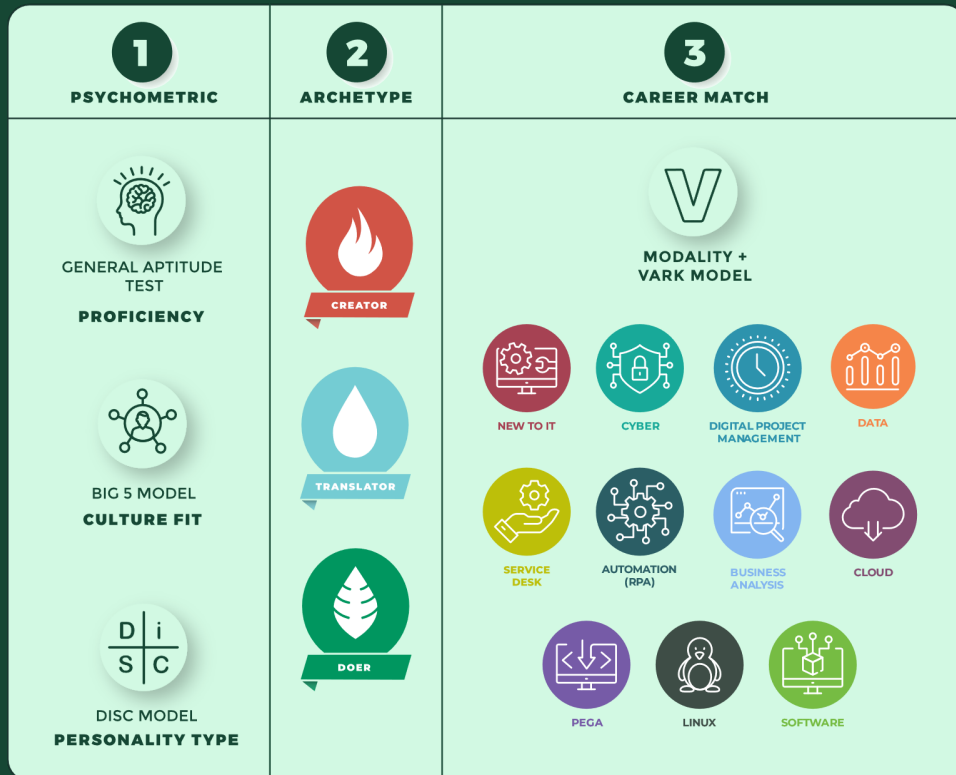 1
PSYCHOMETRIC
2
ARCHETYPE
3
CAREER MATCH
GENERAL APTITUDE
TEST
PROFICIENCY
BIG 5 MODEL
CULTURE FIT
D i
S C
DISC MODEL
PERSONALITY TYPE
CREATOR
TRANSLATOR
DOER
V
MODALITY +
VARK MODEL
NEW TO IT
CYBER
DIGITAL PROJECT
MANAGEMENT
DATA
SERVICE
DESK
AUTOMATION
(RPA)
BUSINESS
ANALYSIS
CLOUD
PEGA
LINUX
SOFTWARE